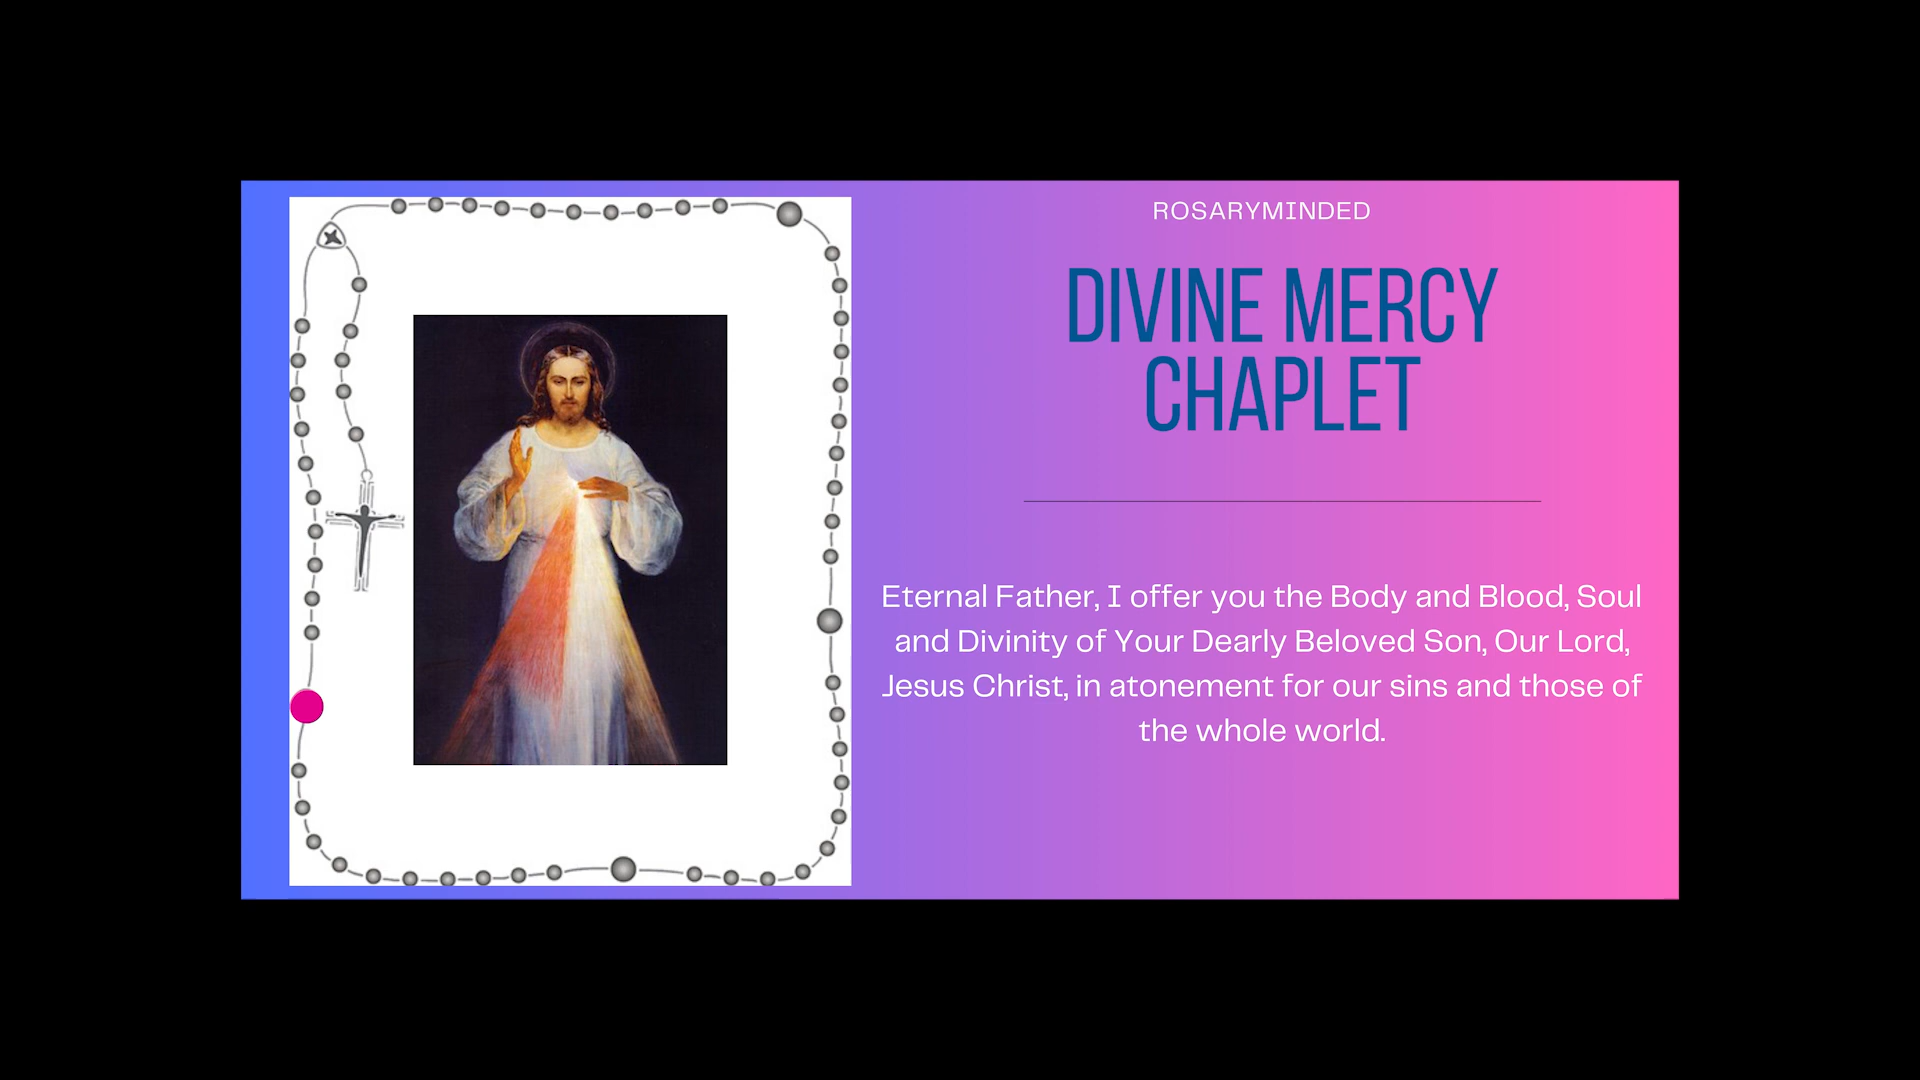 ROSARYMINDED
DIVINE MERCY
CHAPLET
Eternal Father, I offer you the Body and Blood, Soul
and Divinity of Your Dearly Beloved Son, Our Lord,
Jesus Christ, in atonement for our sins and those of
the whole world.